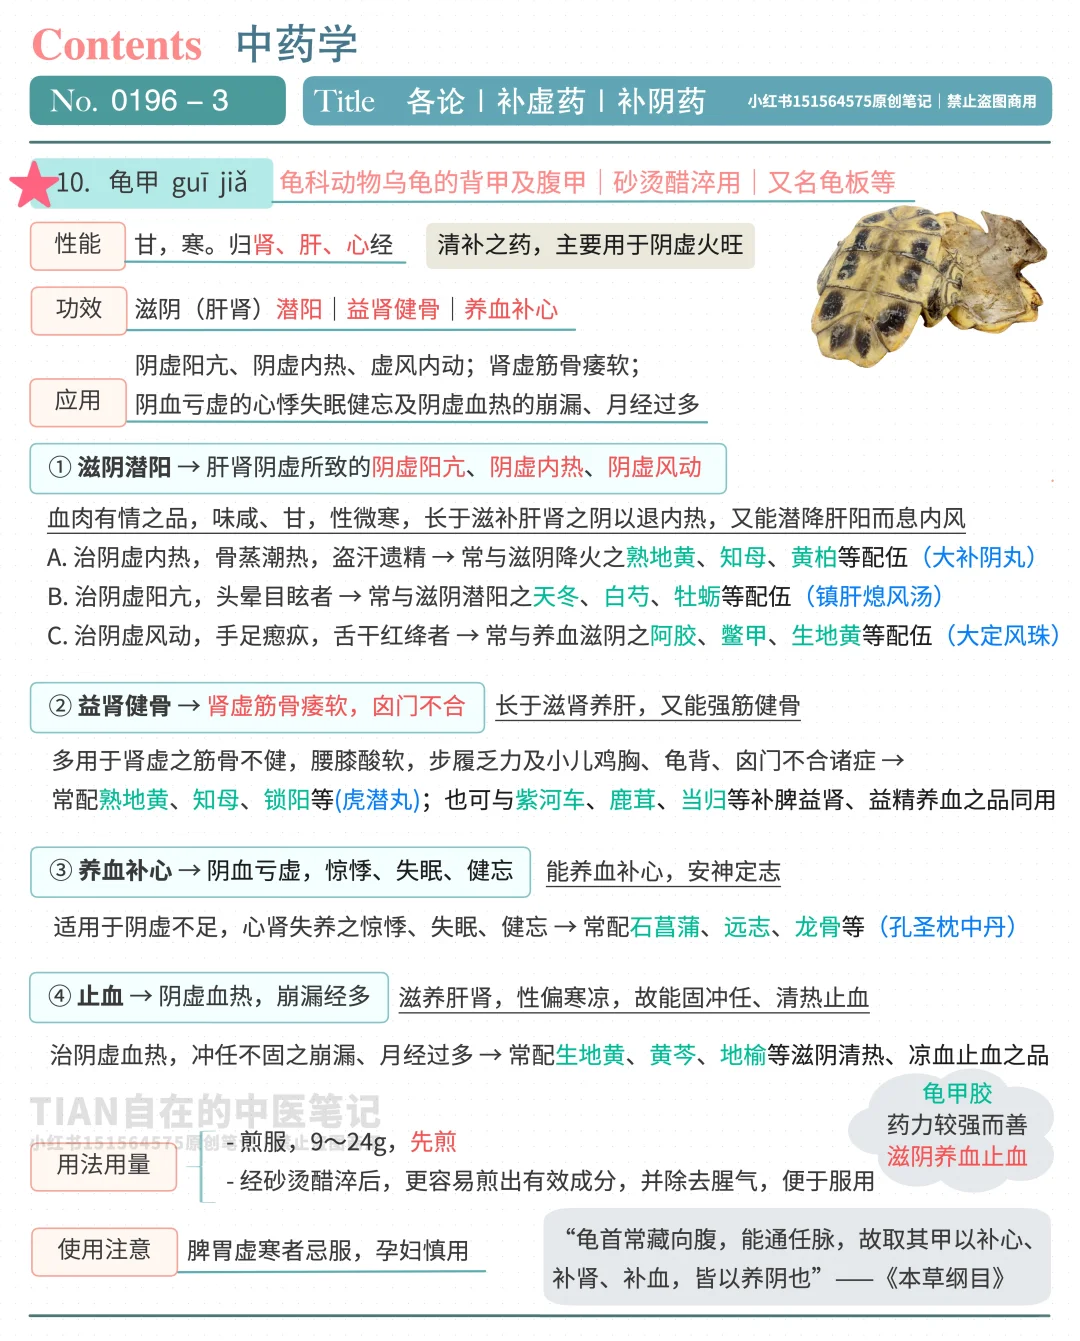 Contents 中药学
No. 0196 – 3
Title 各论丨补虚药丨补阴药 小红书151564575原创笔记｜禁止盗图商用
10. 龟甲 guī jiǎ 龟科动物乌龟的背甲及腹甲｜砂烫醋淬用｜又名龟板等
性能 甘，寒。归肾、肝、心经 清补之药，主要用于阴虚火旺
功效 滋阴（肝肾）潜阳｜益肾健骨｜养血补心
阴虚阳亢、阴虚内热、虚风内动；肾虚筋骨痿软；
应用 阴血亏虚的心悸失眠健忘及阴虚血热的崩漏、月经过多
① 滋阴潜阳 → 肝肾阴虚所致的阴虚阳亢、阴虚内热、阴虚风动
血肉有情之品，味咸、甘，性微寒，长于滋补肝肾之阴以退内热，又能潜降肝阳而息内风
A. 治阴虚内热，骨蒸潮热，盗汗遗精 → 常与滋阴降火之熟地黄、知母、黄柏等配伍（大补阴丸）
B. 治阴虚阳亢，头晕目眩者 → 常与滋阴潜阳之天冬、白芍、牡蛎等配伍（镇肝熄风汤）
C. 治阴虚风动，手足瘛疭，舌干红绛者 → 常与养血滋阴之阿胶、鳖甲、生地黄等配伍（大定风珠）
② 益肾健骨 → 肾虚筋骨痿软，囟门不合 长于滋肾养肝，又能强筋健骨
多用于肾虚之筋骨不健，腰膝酸软，步履乏力及小儿鸡胸、龟背、囟门不合诸症 →
常配熟地黄、知母、锁阳等(虎潜丸)；也可与紫河车、鹿茸、当归等补脾益肾、益精养血之品同用
③ 养血补心 → 阴血亏虚，惊悸、失眠、健忘 能养血补心，安神定志
适用于阴虚不足，心肾失养之惊悸、失眠、健忘 → 常配石菖蒲、远志、龙骨等（孔圣枕中丹）
④ 止血 → 阴虚血热，崩漏经多 滋养肝肾，性偏寒凉，故能固冲任、清热止血
治阴虚血热，冲任不固之崩漏、月经过多 → 常配生地黄、黄芩、地榆等滋阴清热、凉血止血之品
TIAN自在的中医笔记
小红书151564575原创笔
龟甲胶
药力较强而善
滋阴养血止血
用法用量
- 煎服，9～24g，先煎
- 经砂烫醋淬后，更容易煎出有效成分，并除去腥气，便于服用
使用注意 脾胃虚寒者忌服，孕妇慎用
“龟首常藏向腹，能通任脉，故取其甲以补心、
补肾、补血，皆以养阴也”——《本草纲目》